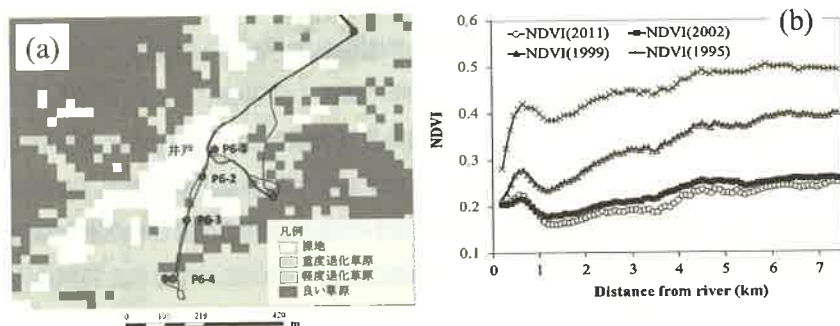 (a)
井戸
P6-2
P6-3
P6-4
凡例
裸地
重度退化草原
軽度退化草原
良い草原
0
420
m
(b)
NDVI(2011) NDVI(2002)
NDVI(1999) NDVI(1995)
0.6
0.5
0.4
0.3
0.2
0.1
NDVI
0 1 2 3 4 5 6 7
Distance from river (km)